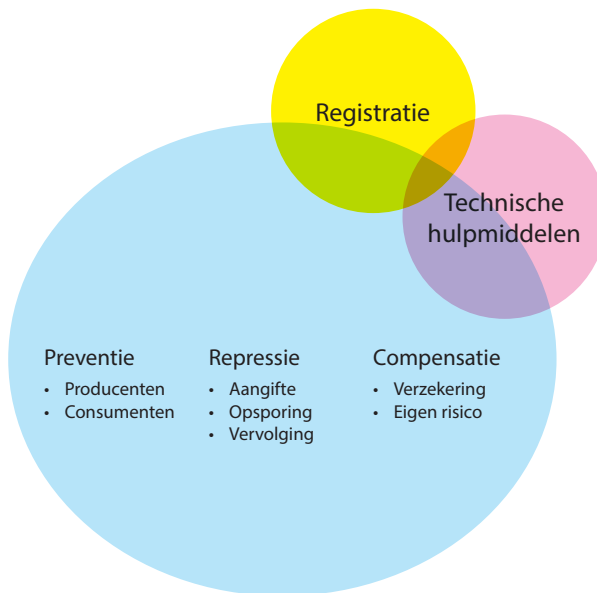 Registratie
Technische
hulpmiddelen
Preventie
• Producenten
• Consumenten
Repressie
• Aangifte
• Opsporing
• Vervolging
Compensatie
• Verzekering
• Eigen risico